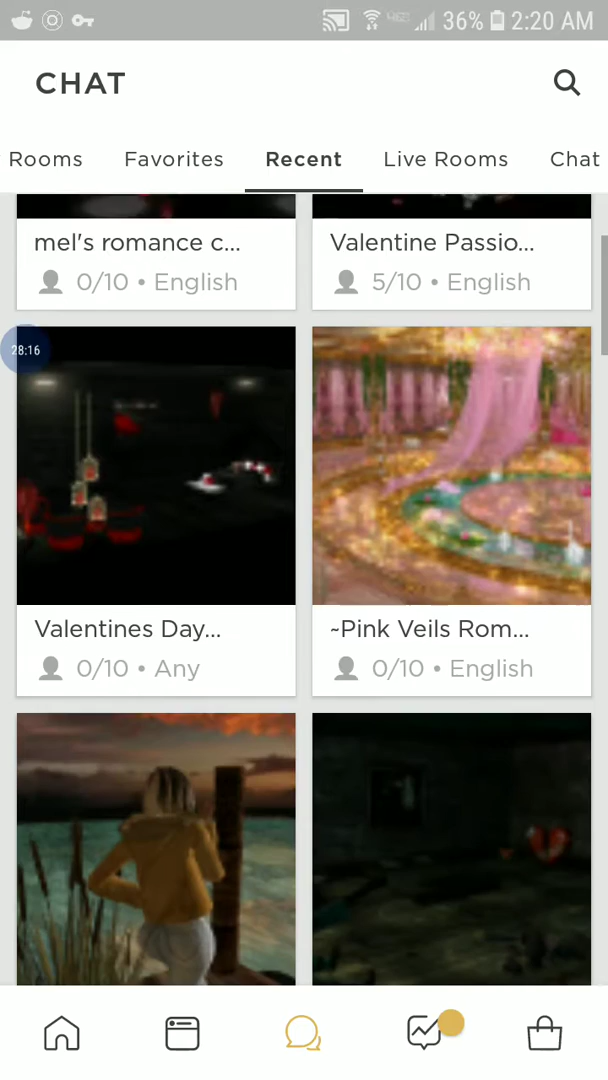 36% 2:20 AM
CHAT
Rooms Favorites Recent Live Rooms Chat
mel's romance c... Valentine Passio...
0/10 • English 5/10 • English
28:16
Valentines Day... ~Pink Veils Rom...
0/10 • Any 0/10 • English